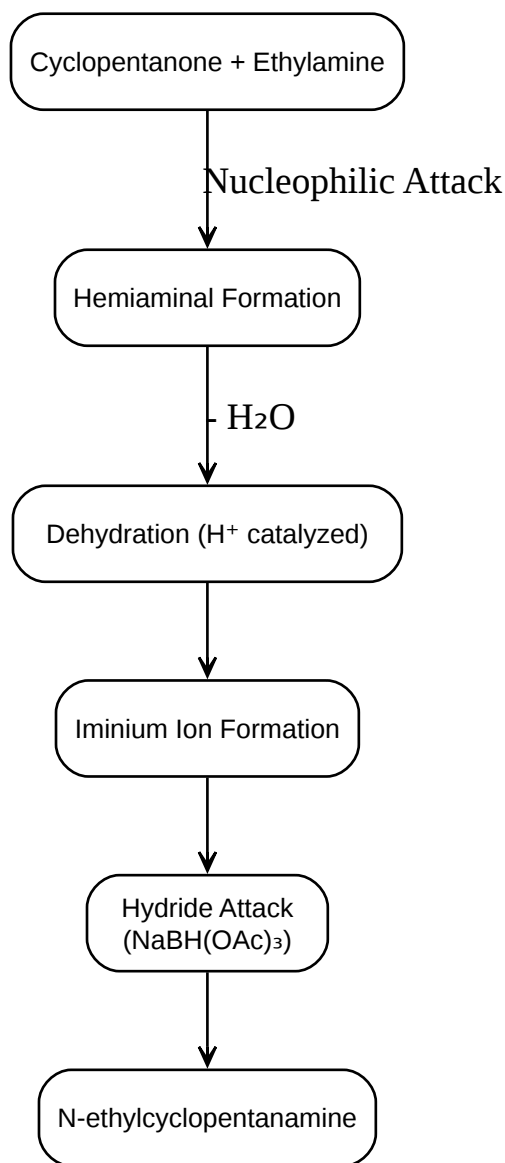 Cyclopentanone + Ethylamine
Nucleophilic Attack
Hemiaminal Formation
- H₂O
Dehydration (H⁺ catalyzed)
Iminium Ion Formation
Hydride Attack
(NaBH(OAc)₃)
N-ethylcyclopentanamine